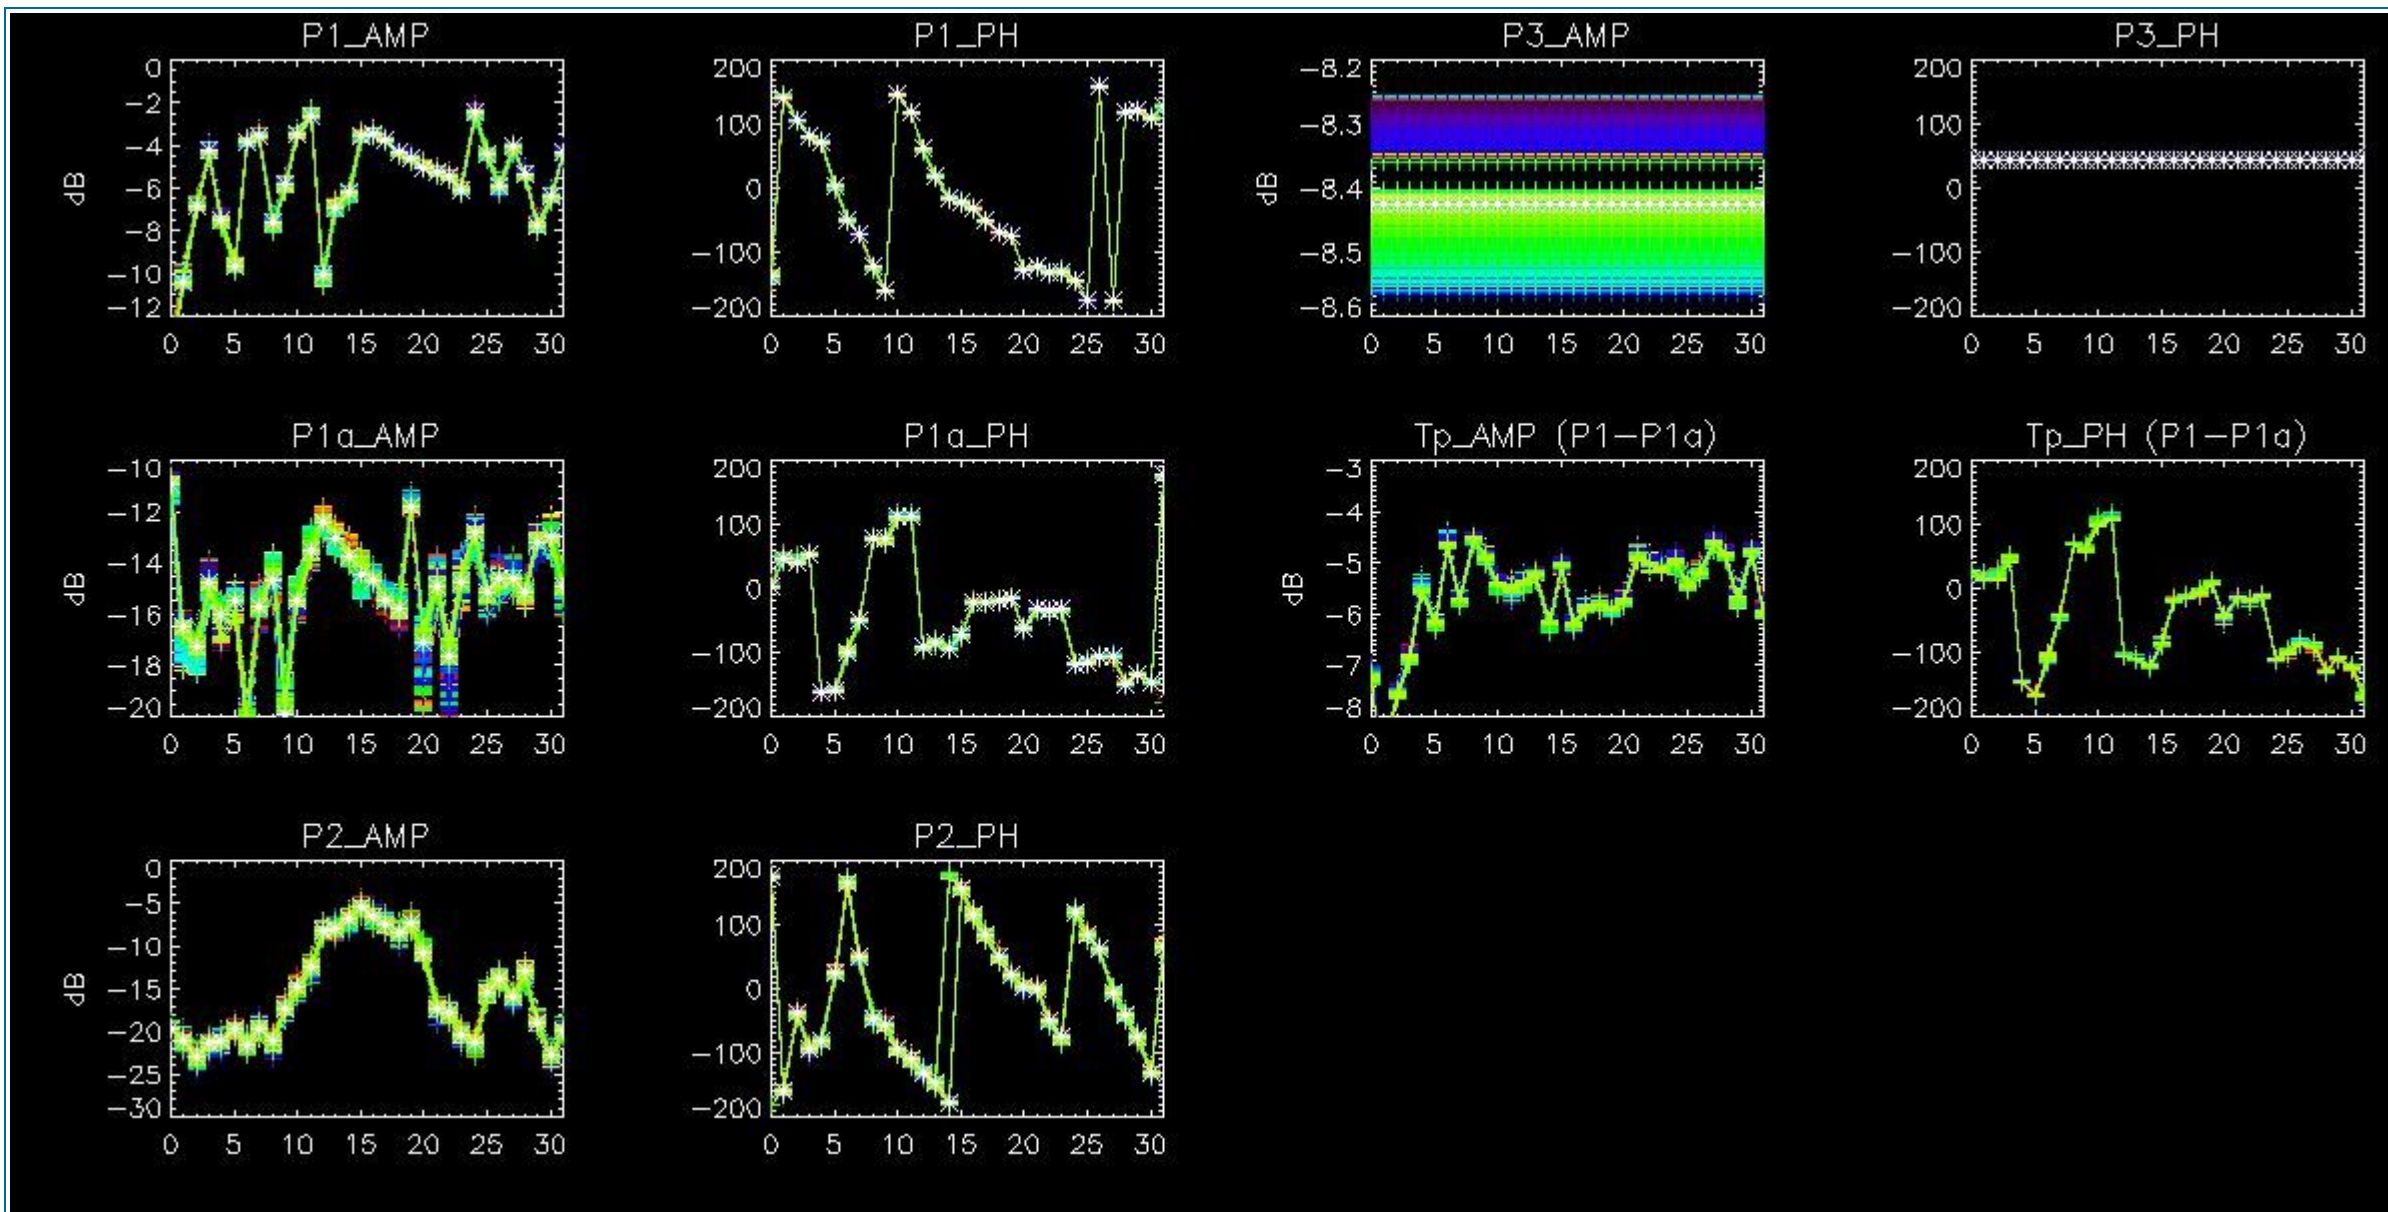 P1_AMP
P1_PH
P3_AMP
P3_PH
0
−2
−4
−6
−8
−10
−12
dB
0 5 10 15 20 25 30
200
100
0
−100
−200
0 5 10 15 20 25 30
−8.2
−8.3
−8.4
−8.5
−8.6
dB
0 5 10 15 20 25 30
200
100
0
−100
−200
0 5 10 15 20 25 30
P1a_AMP
P1a_PH
Tp_AMP (P1−P1a)
Tp_PH (P1−P1a)
−10
−12
−14
−16
−18
−20
dB
0 5 10 15 20 25 30
200
100
0
−100
−200
0 5 10 15 20 25 30
−3
−4
−5
−6
−7
−8
dB
0 5 10 15 20 25 30
200
100
0
−100
−200
0 5 10 15 20 25 30
P2_AMP
P2_PH
0
−5
−10
−15
−20
−25
−30
dB
0 5 10 15 20 25 30
200
100
0
−100
−200
0 5 10 15 20 25 30